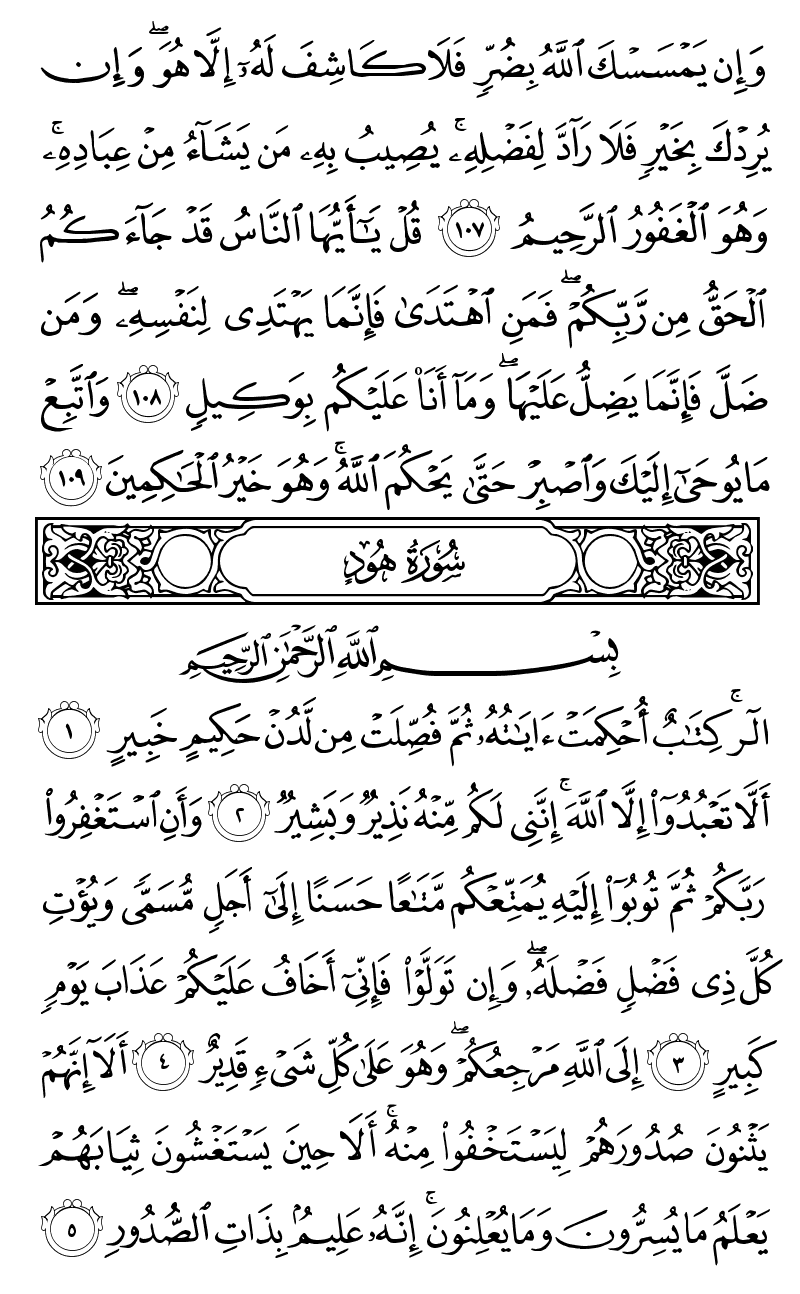 وَإِن يَمْسَسْكَ ٱللَّهُ بِضُرٍّ فَلَا كَاشِفَ لَهُۥٓ إِلَّا هُوَ ۖ وَإِن
يُرِدْكَ بِخَيْرٍ فَلَا رَآدَّ لِفَضْلِهِۦ ۚ يُصِيبُ بِهِۦ مَن يَشَآءُ مِنْ عِبَادِهِۦ ۚ
وَهُوَ ٱلْغَفُورُ ٱلرَّحِيمُ ١٠٧ قُلْ يَـٰٓأَيُّهَا ٱلنَّاسُ قَدْ جَآءَكُمُ
ٱلْحَقُّ مِن رَّبِّكُمْ ۖ فَمَنِ ٱهْتَدَىٰ فَإِنَّمَا يَهْتَدِى لِنَفْسِهِۦ ۖ وَمَن
ضَلَّ فَإِنَّمَا يَضِلُّ عَلَيْهَا ۖ وَمَآ أَنَا۠ عَلَيْكُم بِوَكِيلٍ ١٠٨ وَٱتَّبِعْ
مَا يُوحَىٰٓ إِلَيْكَ وَٱصْبِرْ حَتَّىٰ يَحْكُمَ ٱللَّهُ ۚ وَهُوَ خَيْرُ ٱلْحَـٰكِمِينَ ١٠٩
سُورَةُ هُودٍ
بِسْمِ ٱللَّهِ ٱلرَّحْمَـٰنِ ٱلرَّحِيمِ
الٓر ۚ كِتَـٰبٌ أُحْكِمَتْ ءَايَـٰتُهُۥ ثُمَّ فُصِّلَتْ مِن لَّدُنْ حَكِيمٍ خَبِيرٍ ١
أَلَّا تَعْبُدُوٓا۟ إِلَّا ٱللَّهَ ۚ إِنَّنِى لَكُم مِّنْهُ نَذِيرٌ وَبَشِيرٌ ٢ وَأَنِ ٱسْتَغْفِرُوا۟
رَبَّكُمْ ثُمَّ تُوبُوٓا۟ إِلَيْهِ يُمَتِّعْكُم مَّتَـٰعًا حَسَنًا إِلَىٰٓ أَجَلٍ مُّسَمًّى وَيُؤْتِ
كُلَّ ذِى فَضْلٍ فَضْلَهُۥ ۖ وَإِن تَوَلَّوْا۟ فَإِنِّىٓ أَخَافُ عَلَيْكُمْ عَذَابَ يَوْمٍ
كَبِيرٍ ٣ إِلَى ٱللَّهِ مَرْجِعُكُمْ ۖ وَهُوَ عَلَىٰ كُلِّ شَىْءٍ قَدِيرٌ ٤ أَلَآ إِنَّهُمْ
يَثْنُونَ صُدُورَهُمْ لِيَسْتَخْفُوا۟ مِنْهُ ۚ أَلَا حِينَ يَسْتَغْشُونَ ثِيَابَهُمْ
يَعْلَمُ مَا يُسِرُّونَ وَمَا يُعْلِنُونَ ۚ إِنَّهُۥ عَلِيمٌۢ بِذَاتِ ٱلصُّدُورِ ٥